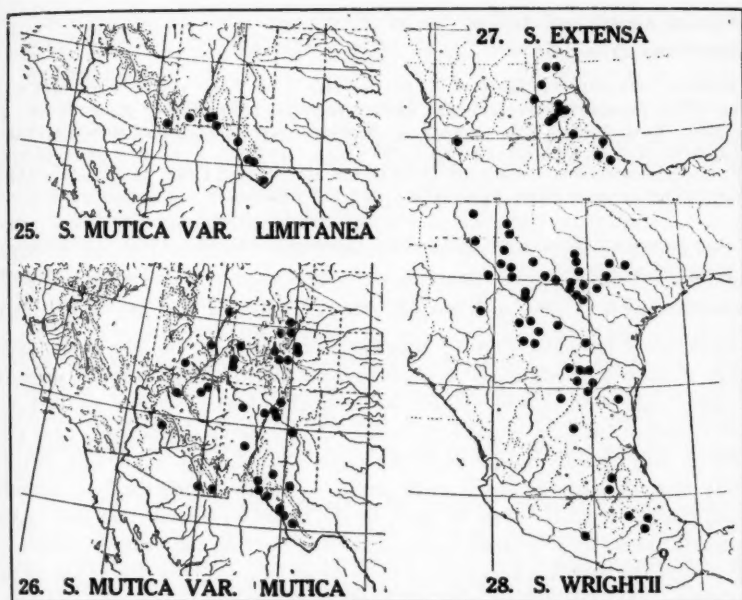 25. S. MUTICA VAR. LIMITANEA
26. S. MUTICA VAR. MUTICA
27. S. EXTENSA
28. S. WRIGHTII